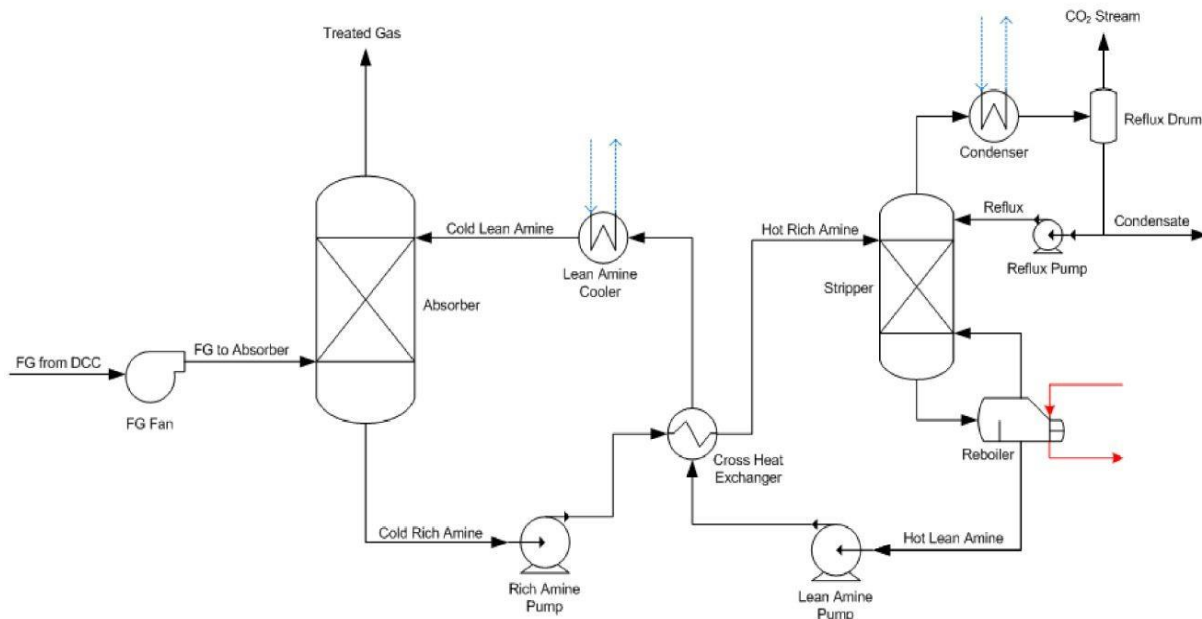 CO₂ Stream
Treated Gas
Reflux Drum
Condenser
Cold Lean Amine
Hot Rich Amine
Reflux
Condensate
Lean Amine
Cooler
Reflux Pump
Stripper
Absorber
FG from DCC
FG to Absorber
FG Fan
Cross Heat
Exchanger
Reboiler
Cold Rich Amine
Hot Lean Amine
Rich Amine
Pump
Lean Amine
Pump